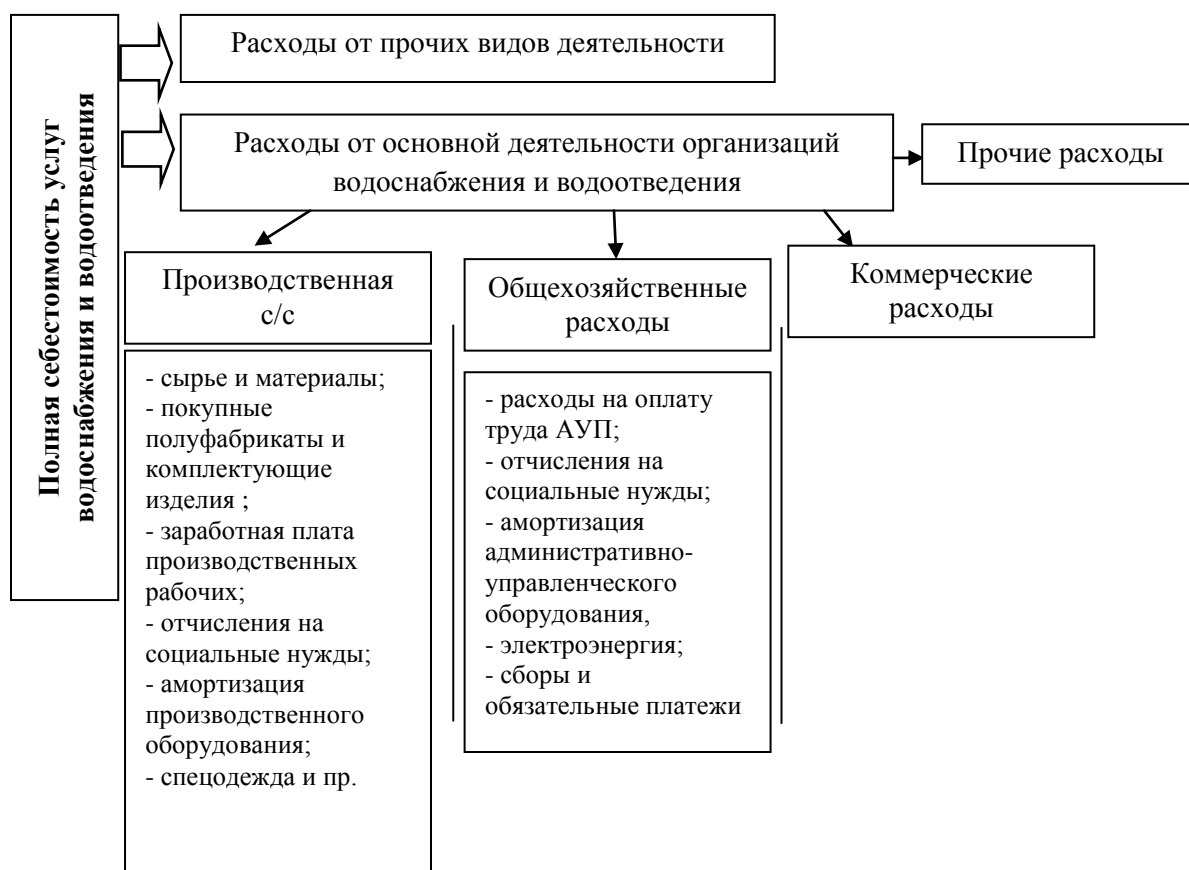 Полная себестоимость услуг
водоснабжения и водоотведения
Расходы от прочих видов деятельности
Расходы от основной деятельности организаций
водоснабжения и водоотведения
Прочие расходы
Производственная
с/с
- сырье и материалы;
- покупные
полуфабрикаты и
комплектующие
изделия ;
- заработная плата
производственных
рабочих;
- отчисления на
социальные нужды;
- амортизация
производственного
оборудования;
- спецодежда и пр.
Общехозяйственные
расходы
- расходы на оплату
труда АУП;
- отчисления на
социальные нужды;
- амортизация
административно-
управленческого
оборудования,
- электроэнергия;
- сборы и
обязательные платежи
Коммерческие
расходы